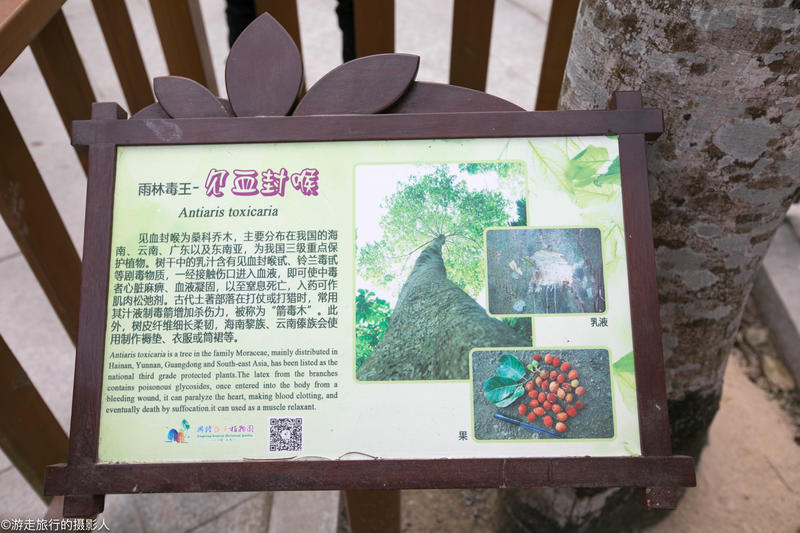 雨林毒王-见血封喉
Antiaris toxicaria
见血封喉为桑科乔木，主要分布在我国的海
南、云南、广东以及东南亚，为我国三级重点保
护植物。树干中的乳汁含有见血封喉甙、铃兰毒甙
等剧毒物质，一经接触伤口进入血液，即可使中毒
者心脏麻痹、血液凝固，以至窒息死亡，入药可作
肌肉松弛剂。古代土著部落在打仗或打猎时，常用
其汁液制毒箭增加杀伤力，被称为“箭毒木”。此
外，树皮纤维细长柔韧，海南黎族、云南傣族会使
用制作褥垫、衣服或筒裙等。
Antiaris toxicaria is a tree in the family Moraceae, mainly distributed in
Hainan, Yunnan, Guangdong and South-east Asia, has been listed as the
national third grade protected plants.The latex from the branches
contains poisonous glycosides, once entered into the body from a
bleeding wound, it can paralyze the heart, making blood clotting, and
eventually death by suffocation.it can used as a muscle relaxant.
乳液
果
兴隆热带植物园
©游走旅行的摄影人